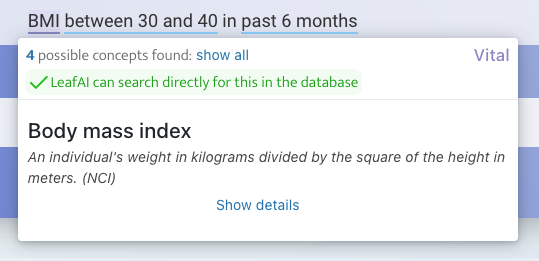 BMI between 30 and 40 in past 6 months
4 possible concepts found: show all Vital
LeafAI can search directly for this in the database
Body mass index
An individual's weight in kilograms divided by the square of the height in
meters. (NCI)
Show details